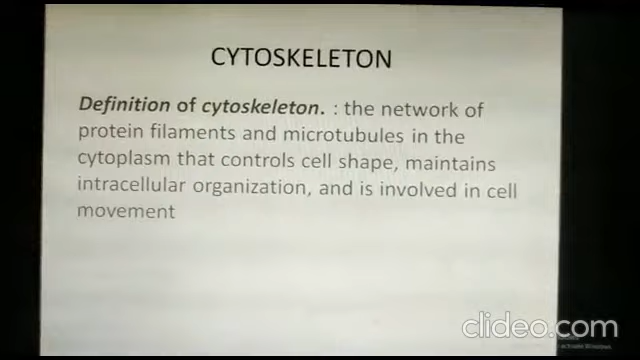 CYTOSKELETON
Definition of cytoskeleton. : the network of
protein filaments and microtubules in the
cytoplasm that controls cell shape, maintains
intracellular organization, and is involved in cell
movement
clideo.com